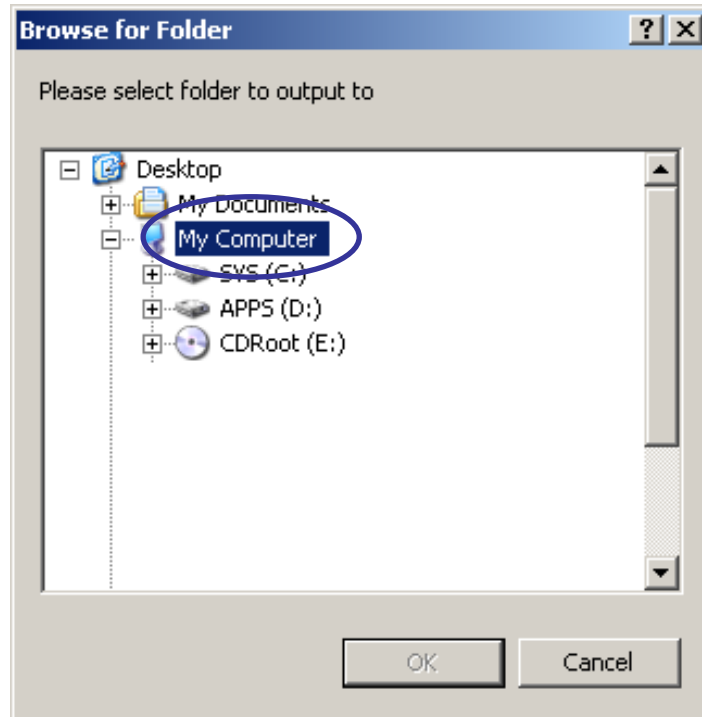 Browse for Folder
Please select folder to output to
Desktop
My Documents
My Computer
SYS (C:)
APPS (D:)
CDRoot (E:)
OK Cancel